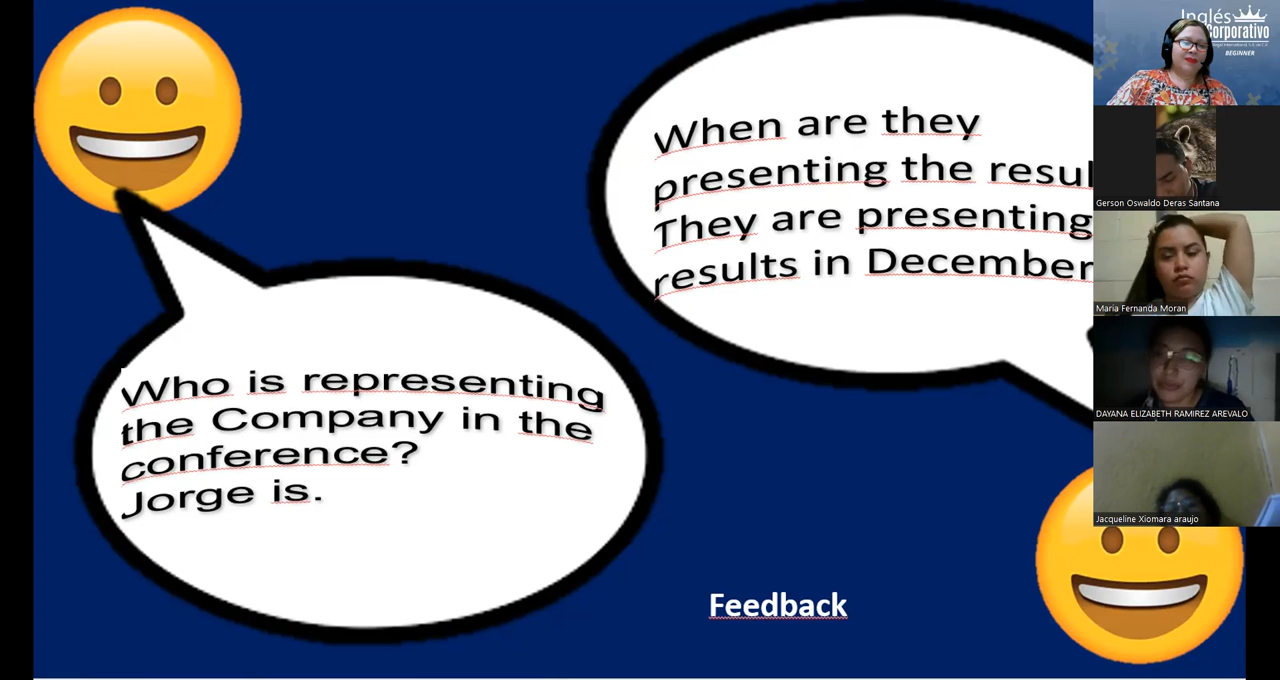 When are they
presenting the resul
They are presenting
results in December
Who is representing
the Company in the
conference?
Jorge is.
Feedback
Inglés
Corporativo
BEGINNER
Gerson Oswaldo Deras Santana
Maria Fernanda Moran
DAYANA ELIZABETH RAMIREZ AREVALO
Jacqueline Xiomara araujo